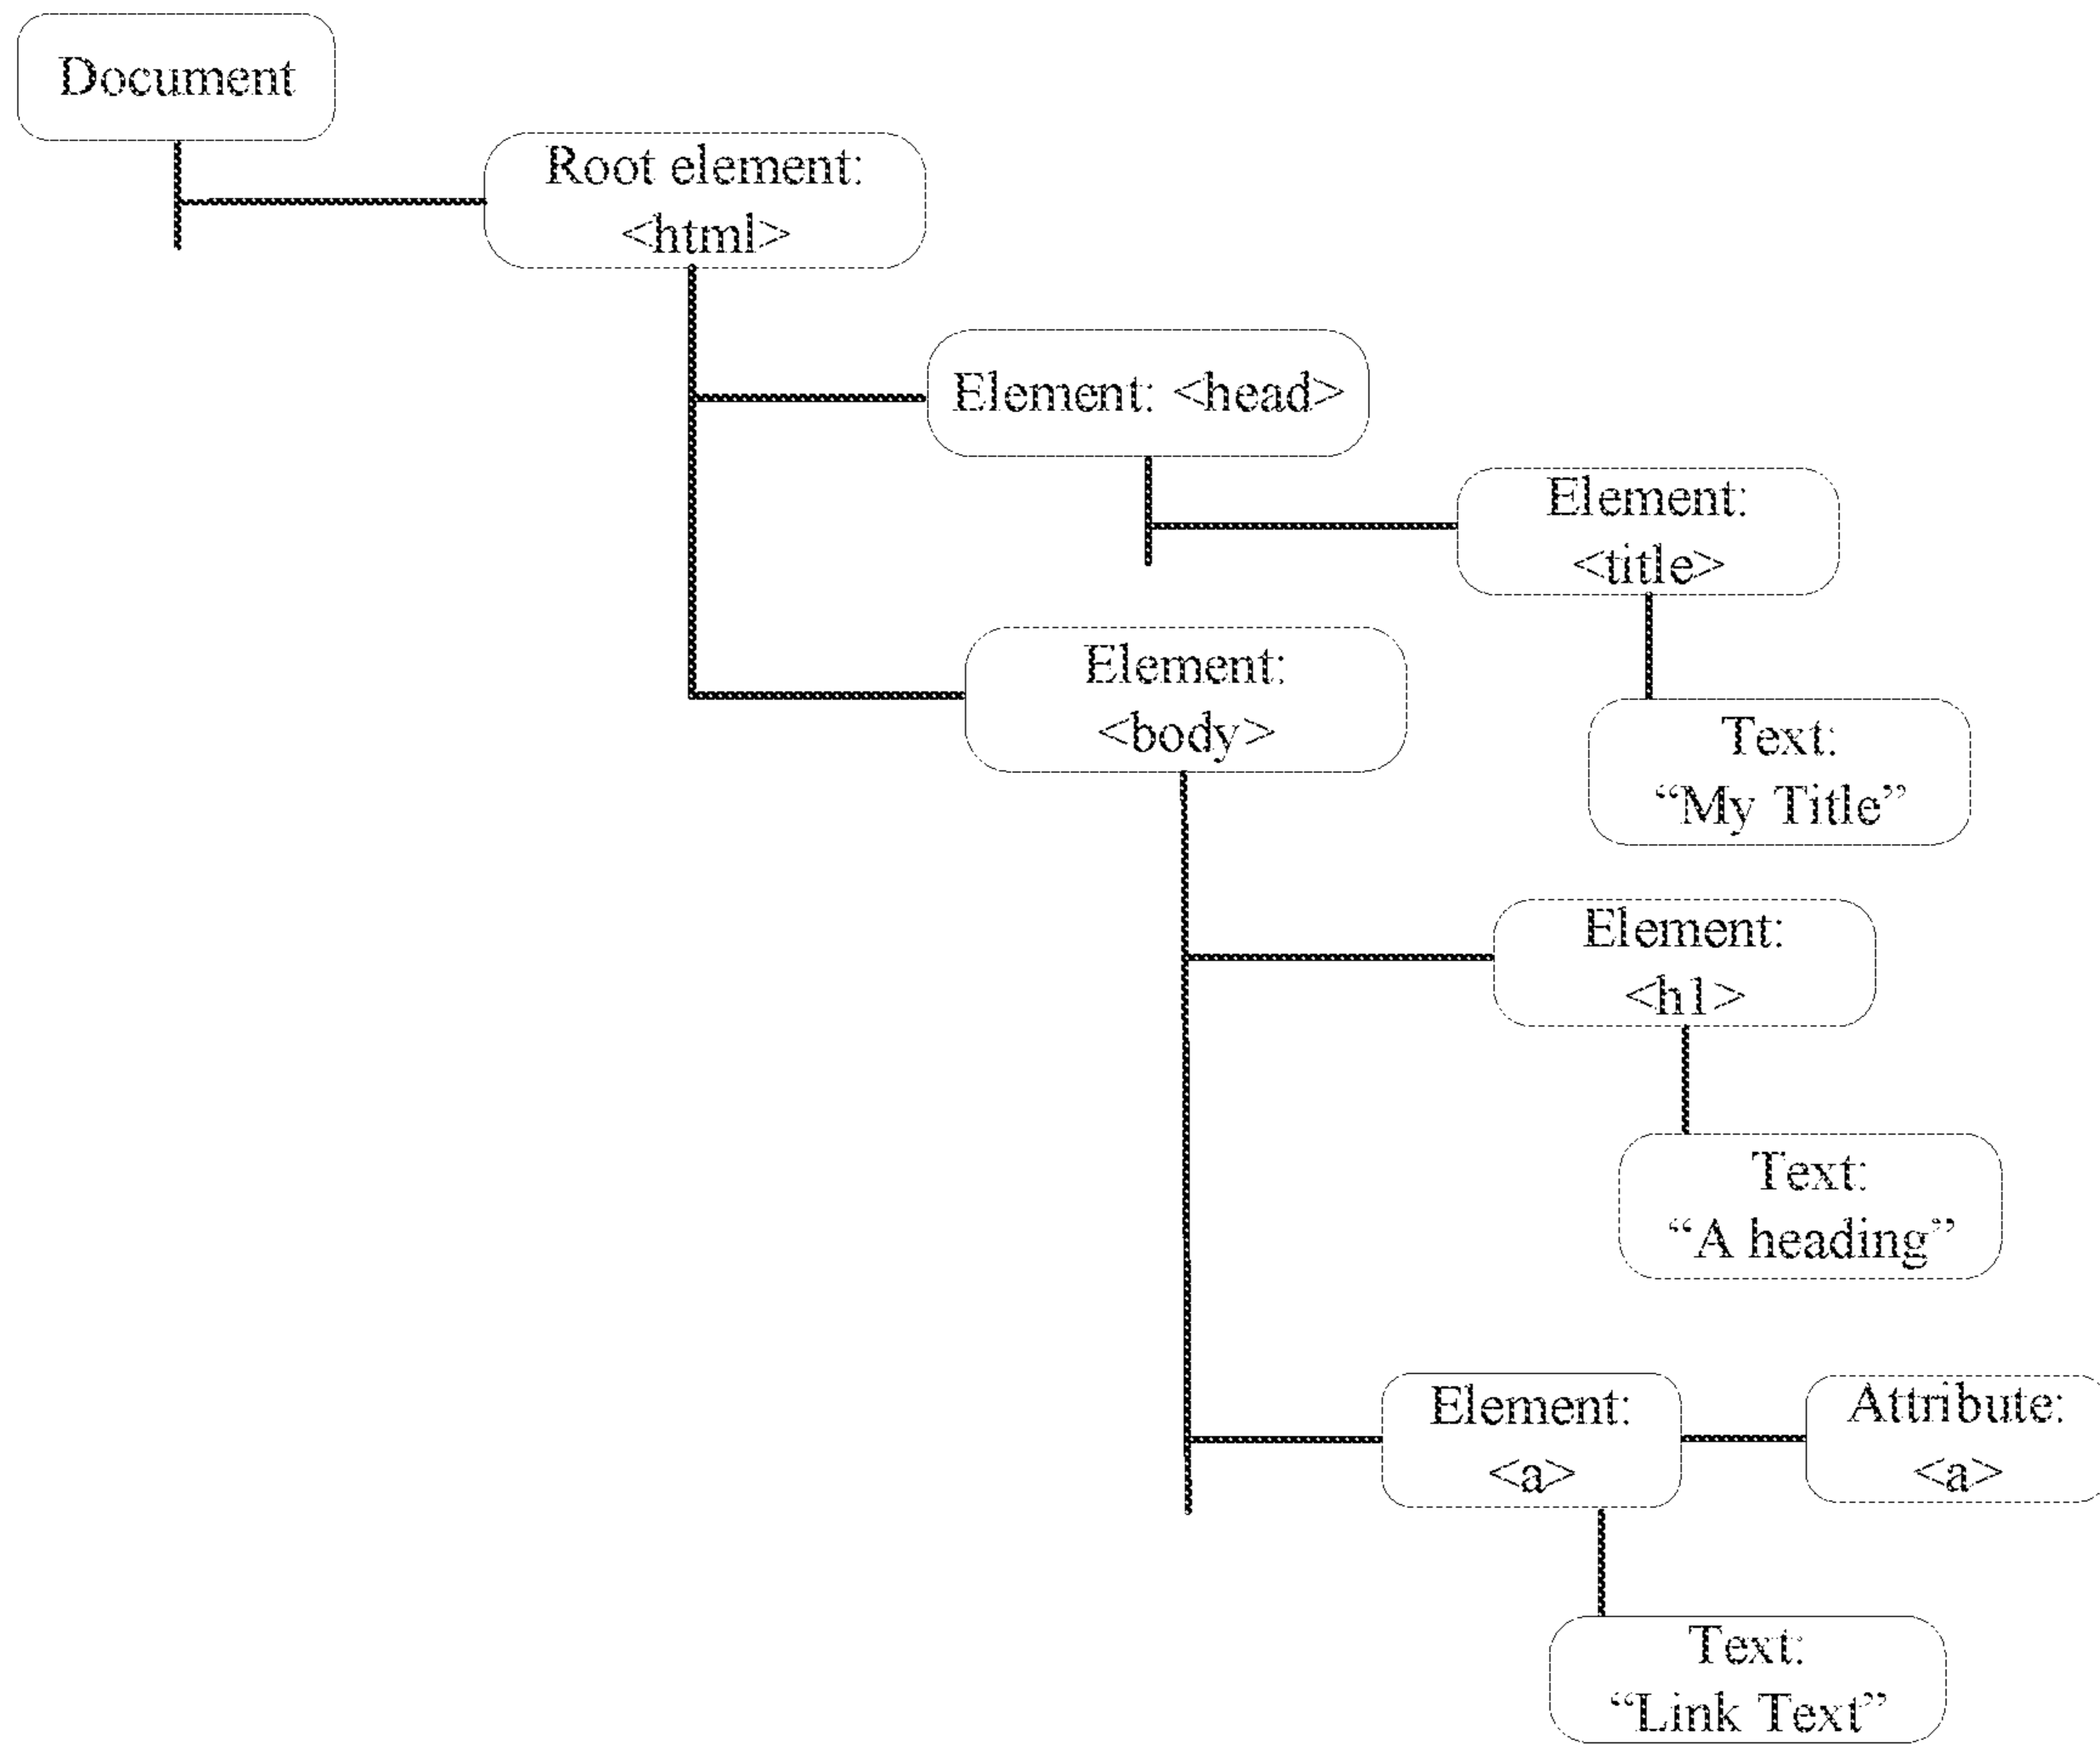 Document
Root element:
<html>
Element: <head>
Element:
<title>
Element:
<body>
Text:
“My Title”
Element:
<h1>
Text:
“A heading”
Element:
<a>
Attribute:
<a>
Text:
“Link Text”